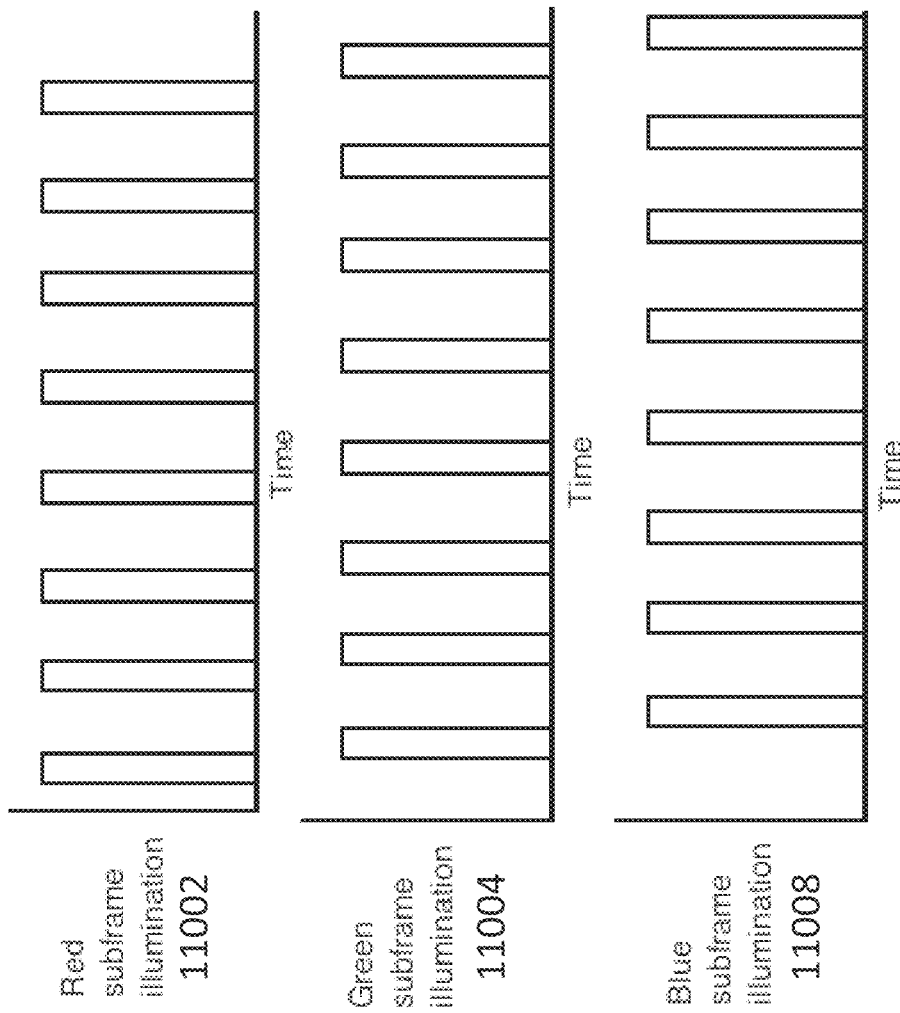 Red
subframe
illumination
11002
Time
Green
subframe
illumination
11004
Time
Blue
subframe
illumination
11008
Time